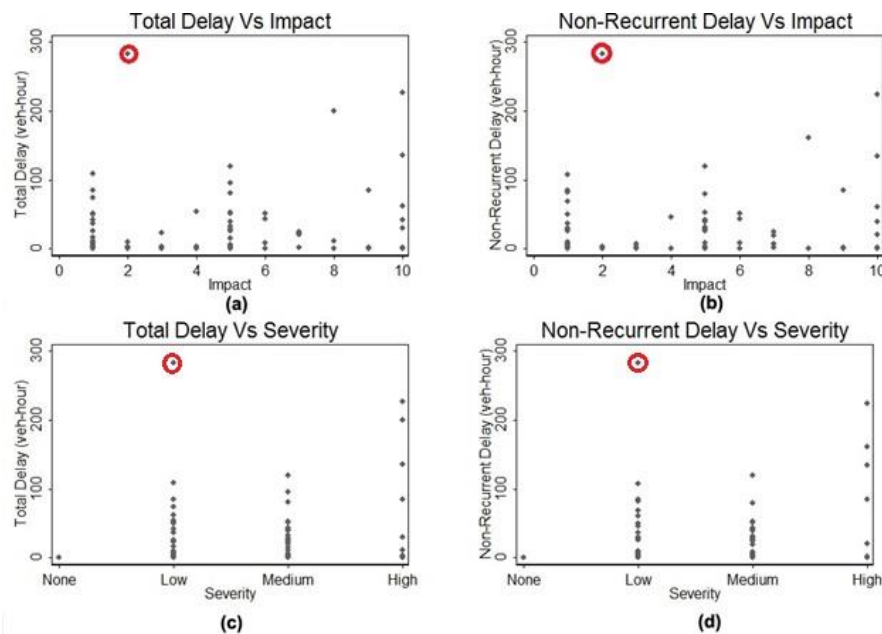 Total Delay Vs Impact
Total Delay (veh-hour)
300
200
100
0
0 2 4 6 8 10
Impact
(a)
Non-Recurrent Delay Vs Impact
Non-Recurrent Delay (veh-hour)
300
200
100
0
0 2 4 6 8 10
Impact
(b)
Total Delay Vs Severity
Total Delay (veh-hour)
300
200
100
0
None Low Medium High
Severity
(c)
Non-Recurrent Delay Vs Severity
Non-Recurrent Delay (veh-hour)
300
200
100
0
None Low Medium High
Severity
(d)